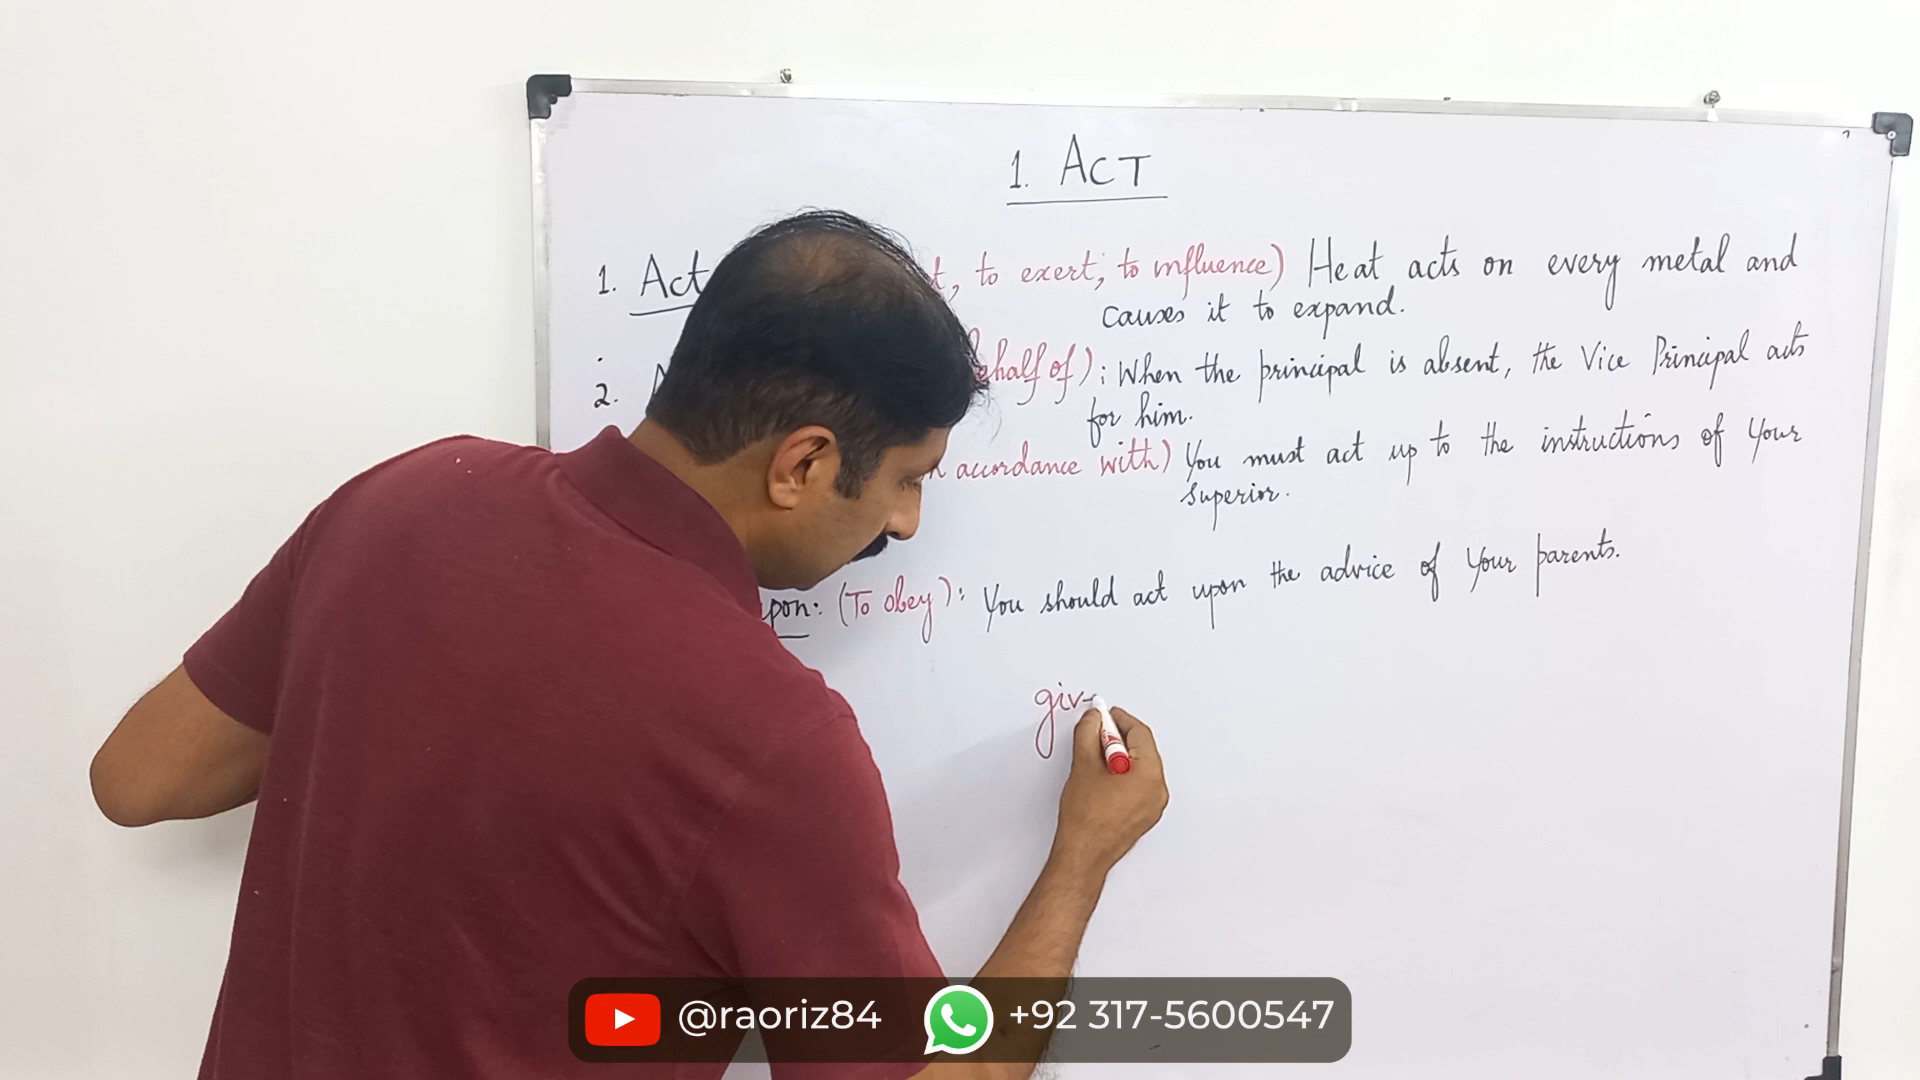 1. ACT
1. Act to exert, to influence) Heat acts on every metal and
causes it to expand.
2. behalf of): When the principal is absent, the Vice Principal acts
for him.
accordance with) You must act up to the instructions of your
superior.
upon: (To obey): You should act upon the advice of your parents.
giv
@raoriz84 +92 317-5600547